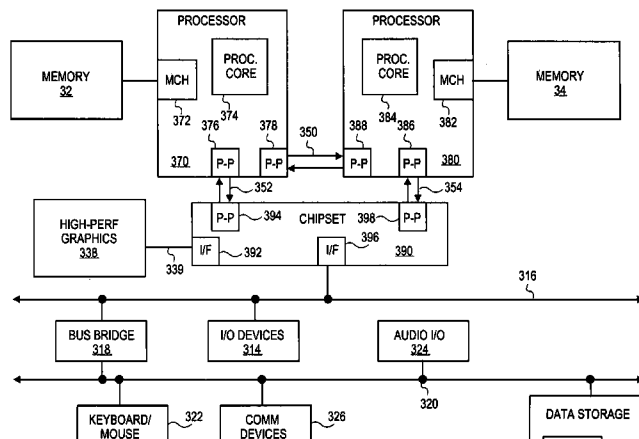 PROCESSOR
PROCESSOR
MEMORY
32
MCH
372
PROC.
CORE
374
PROC.
CORE
384
MCH
382
MEMORY
34
376
378
350
388
386
370
P-P
P-P
P-P
P-P
380
352
354
HIGH-PERF
GRAPHICS
338
339
P-P
394
CHIPSET
398
P-P
I/F
392
I/F
396
390
316
BUS BRIDGE
318
I/O DEVICES
314
AUDIO I/O
324
320
KEYBOARD/
MOUSE
322
COMM
DEVICES
326
DATA STORAGE